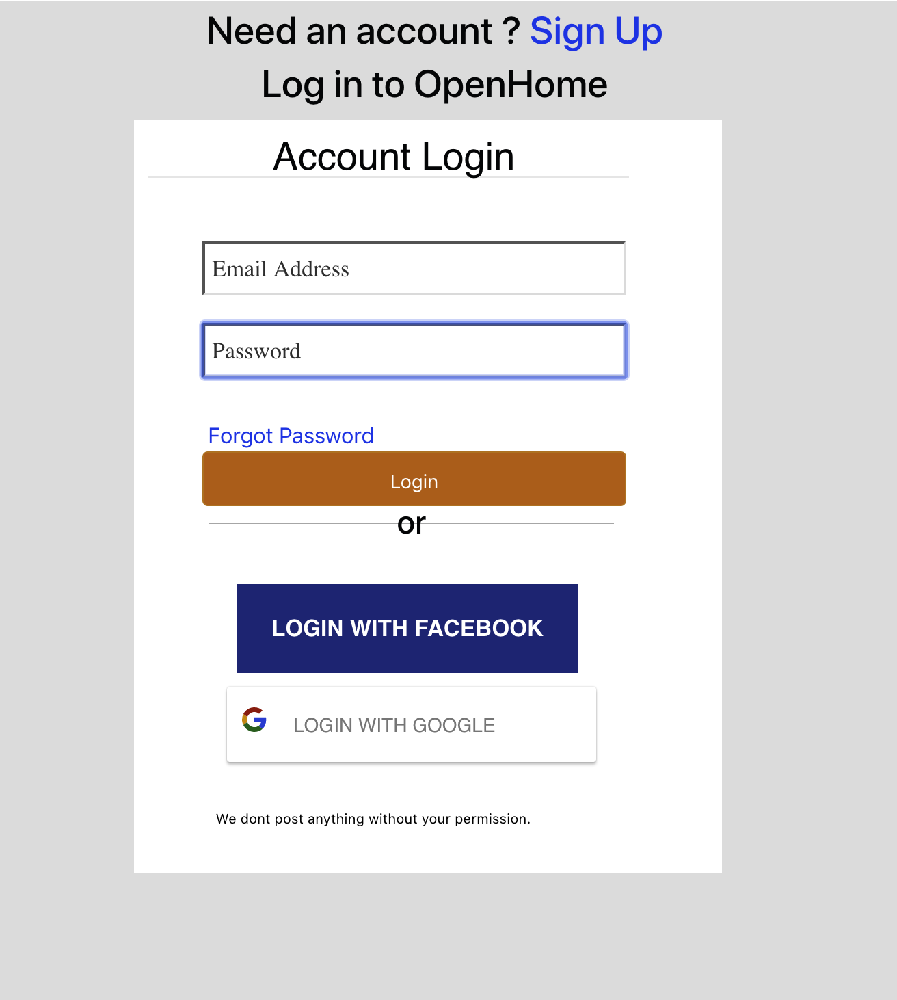 Need an account ? Sign Up
Log in to OpenHome
Account Login
Email Address
Password
Forgot Password
Login
or
LOGIN WITH FACEBOOK
LOGIN WITH GOOGLE
We dont post anything without your permission.